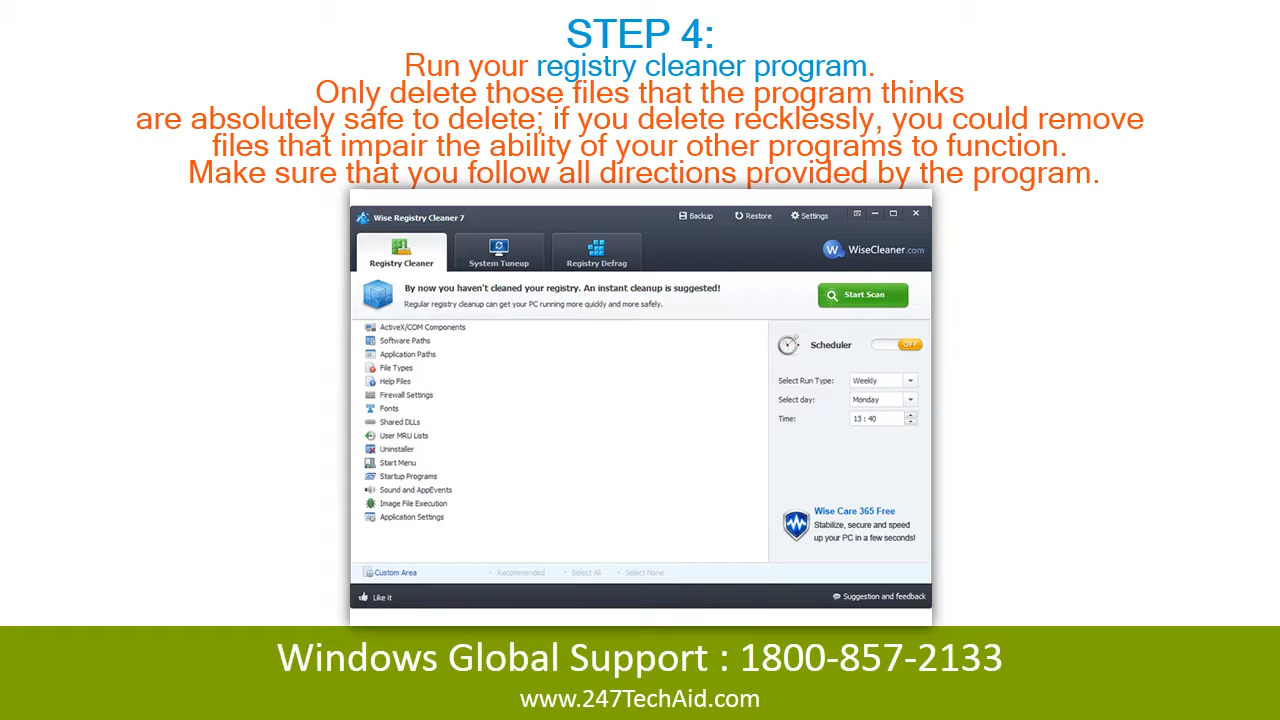 STEP 4:
Run your registry cleaner program.
Only delete those files that the program thinks
are absolutely safe to delete; if you delete recklessly, you could remove
files that impair the ability of your other programs to function.
Make sure that you follow all directions provided by the program.
Wise Registry Cleaner 7
Backup
Restore
Settings
Registry Cleaner
System Tuneup
Registry Defrag
W WiseCleaner.com
By now you haven't cleaned your registry. An instant cleanup is suggested!
Regular registry cleanup can get your PC running more quickly and more safely.
Start Scan
ActiveX/COM Components
Software Paths
Application Paths
File Types
Help Files
Firewall Settings
Fonts
Shared DLLs
User MRU Lists
Uninstaller
Start Menu
Startup Programs
Sound and AppEvents
Image File Execution
Application Settings
Scheduler OFF
Select Run Type: Weekly
Select day: Monday
Time: 13 : 40
Wise Care 365 Free
Stabilize, secure and speed
up your PC in a few seconds!
Custom Area
Recommended
Select All
Select None
Like it
Suggestion and feedback
Windows Global Support : 1800-857-2133
www.247TechAid.com